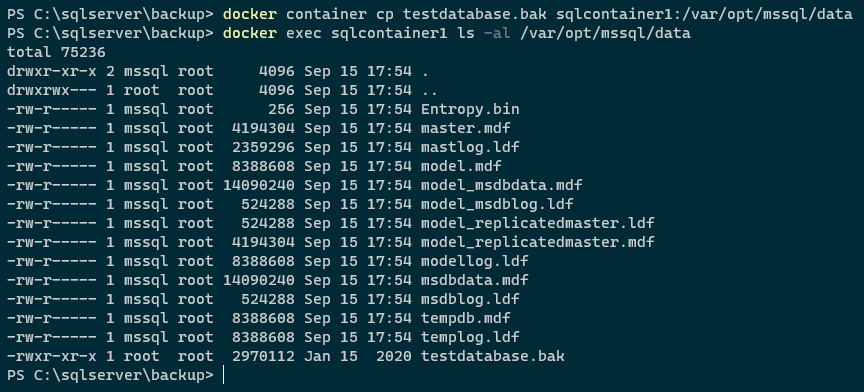 PS C:\sqlserver\backup> docker container cp testdatabase.bak sqlcontainer1:/var/opt/mssql/data
PS C:\sqlserver\backup> docker exec sqlcontainer1 ls -al /var/opt/mssql/data
total 75236
drwxr-xr-x 2 mssql root     4096 Sep 15 17:54 .
drwxrwx--- 1 root  root     4096 Sep 15 17:54 ..
-rw-r----- 1 mssql root      256 Sep 15 17:54 Entropy.bin
-rw-r----- 1 mssql root  4194304 Sep 15 17:54 master.mdf
-rw-r----- 1 mssql root  2359296 Sep 15 17:54 mastlog.ldf
-rw-r----- 1 mssql root  8388608 Sep 15 17:54 model.mdf
-rw-r----- 1 mssql root 14090240 Sep 15 17:54 model_msdbdata.mdf
-rw-r----- 1 mssql root   524288 Sep 15 17:54 model_msdblog.ldf
-rw-r----- 1 mssql root   524288 Sep 15 17:54 model_replicatedmaster.ldf
-rw-r----- 1 mssql root  4194304 Sep 15 17:54 model_replicatedmaster.mdf
-rw-r----- 1 mssql root  8388608 Sep 15 17:54 modellog.ldf
-rw-r----- 1 mssql root 14090240 Sep 15 17:54 msdbdata.mdf
-rw-r----- 1 mssql root   524288 Sep 15 17:54 msdblog.ldf
-rw-r----- 1 mssql root  8388608 Sep 15 17:54 tempdb.mdf
-rw-r----- 1 mssql root  8388608 Sep 15 17:54 templog.ldf
-rwxr-xr-x 1 root  root  2970112 Jan 15  2020 testdatabase.bak
PS C:\sqlserver\backup>